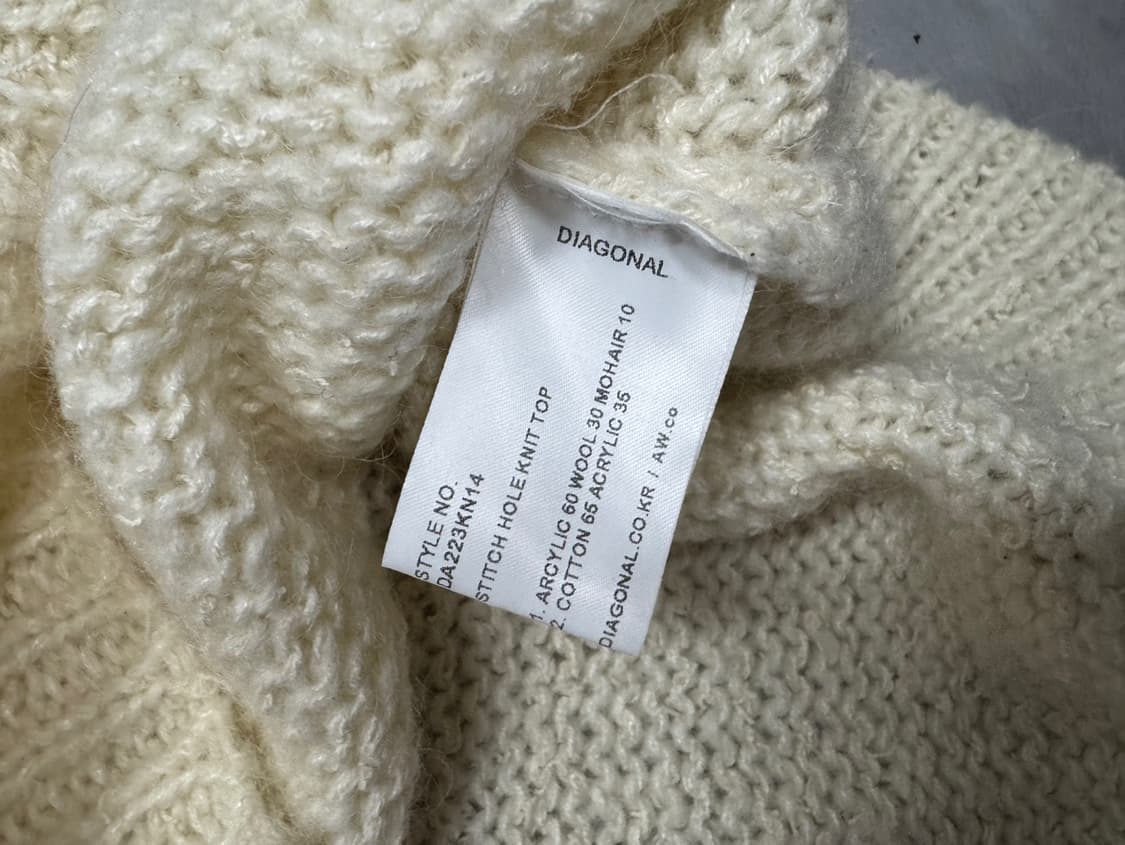 DIAGONAL
STYLE NO.
DA223KN14
STITCH HOLE KNIT TOP
1. ARCYLIC 60 WOOL 30 MOHAIR 10
2. COTTON 65 ACRYLIC 35
DIAGONAL.CO.KR / AW.co